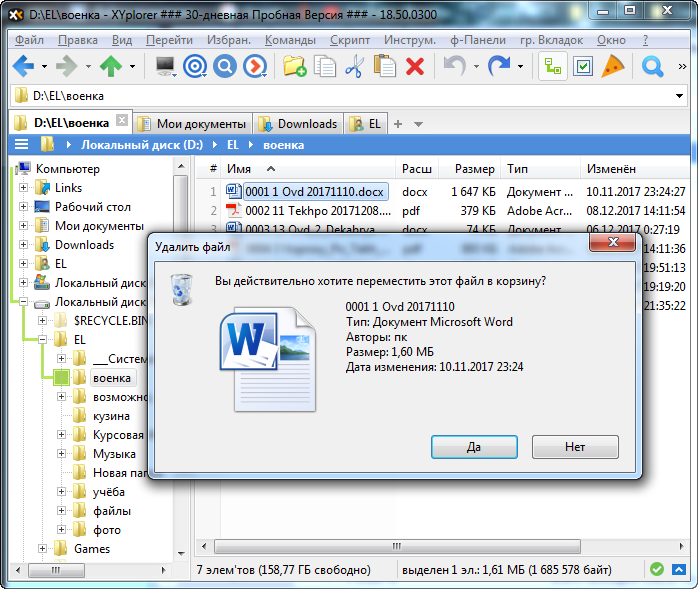 D:\EL\военка - XYplorer ### 30-дневная Пробная Версия ### - 18.50.0300
Файл Правка Вид Перейти Избран. Команды Скрипт Инструм. ф-Панели гр. Вкладок Окно ?
D:\EL\военка
D:\EL\военка Мои документы Downloads EL
Локальный диск (D:) EL военка
Компьютер
Links
Рабочий стол
Мои документы
Downloads
EL
Локальный диск
Локальный диск
$RECYCLE.BIN
EL
___Систем
военка
возможно
кузина
Курсовая
Музыка
Новая пап
учёба
файлы
фото
Games
# Имя Расш Размер Тип Изменён
1 0001 1 Ovd 20171110.docx docx 1 647 КБ Документ ... 10.11.2017 23:24:27
2 0002 11 Tekhpo 20171208.... pdf 379 КБ Adobe Acr... 08.12.2017 14:11:54
3 0003 13 Ovd_2_Dekabrya... docx 74 КБ Документ ... 06.12.2017 0:27:19
14:11:36
19:51:13
19:19:20
21:35:22
Удалить файл
Вы действительно хотите переместить этот файл в корзину?
0001 1 Ovd 20171110
Тип: Документ Microsoft Word
Авторы: пк
Размер: 1,60 МБ
Дата изменения: 10.11.2017 23:24
Да Нет
7 элем'тов (158,77 ГБ свободно) выделен 1 эл.: 1,61 МБ (1 685 578 байт)